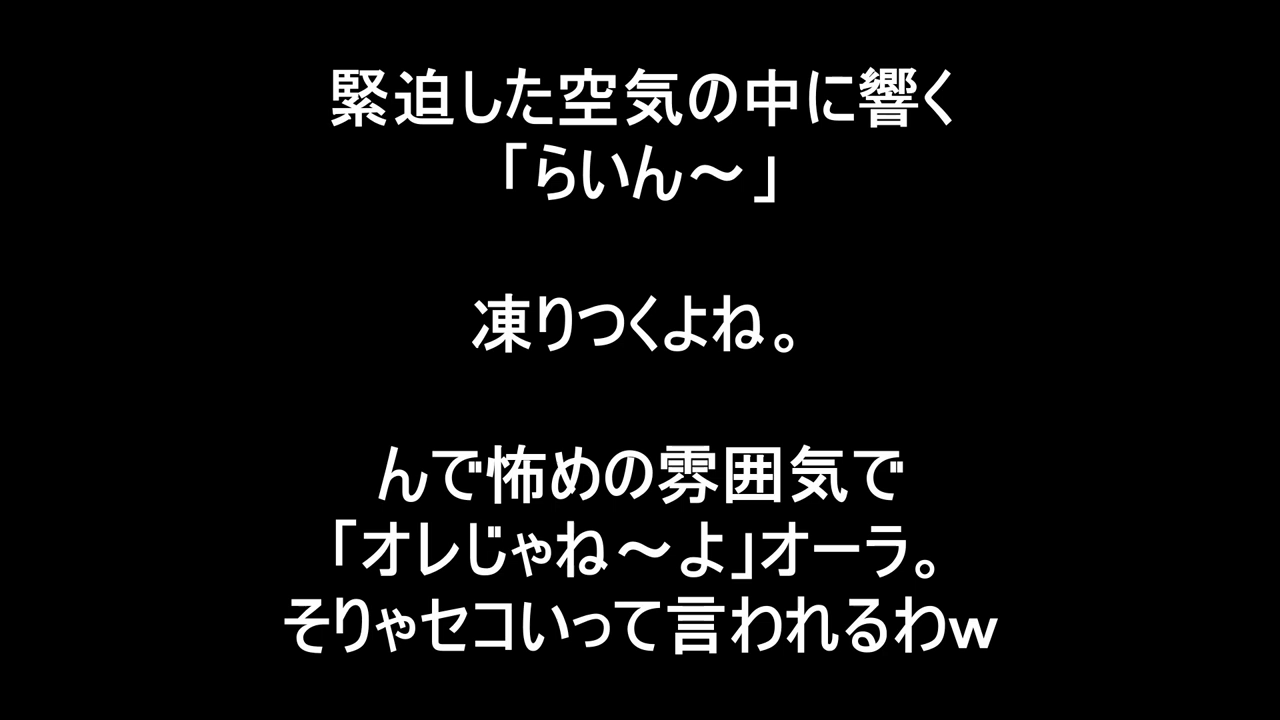 緊迫した空気の中に響く
「らいん〜」
凍りつくよね。
んで怖めの雰囲気で
「オレじゃね〜よ」オーラ。
そりゃセコいって言われるわw